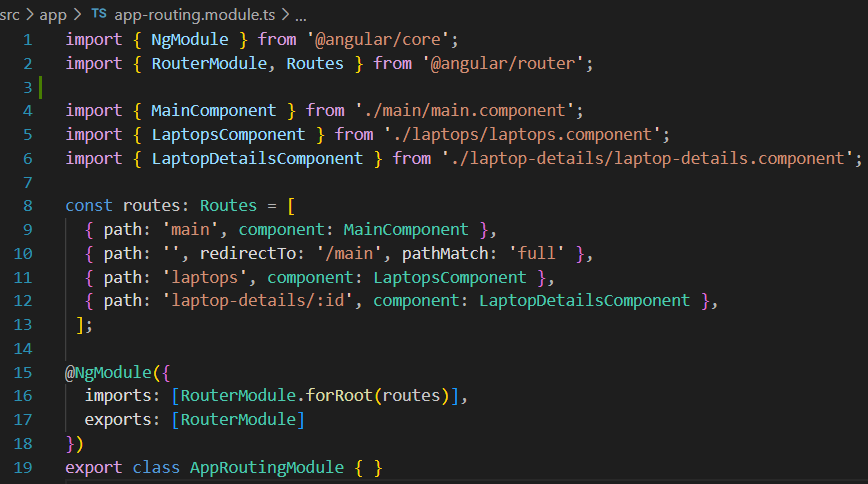 src > app > TS app-routing.module.ts > ...
1 import { NgModule } from '@angular/core';
2 import { RouterModule, Routes } from '@angular/router';
3
4 import { MainComponent } from './main/main.component';
5 import { LaptopsComponent } from './laptops/laptops.component';
6 import { LaptopDetailsComponent } from './laptop-details/laptop-details.component';
7
8 const routes: Routes = [
9   { path: 'main', component: MainComponent },
10   { path: '', redirectTo: '/main', pathMatch: 'full' },
11   { path: 'laptops', component: LaptopsComponent },
12   { path: 'laptop-details/:id', component: LaptopDetailsComponent },
13  ];
14
15 @NgModule({
16   imports: [RouterModule.forRoot(routes)],
17   exports: [RouterModule]
18 })
19 export class AppRoutingModule { }